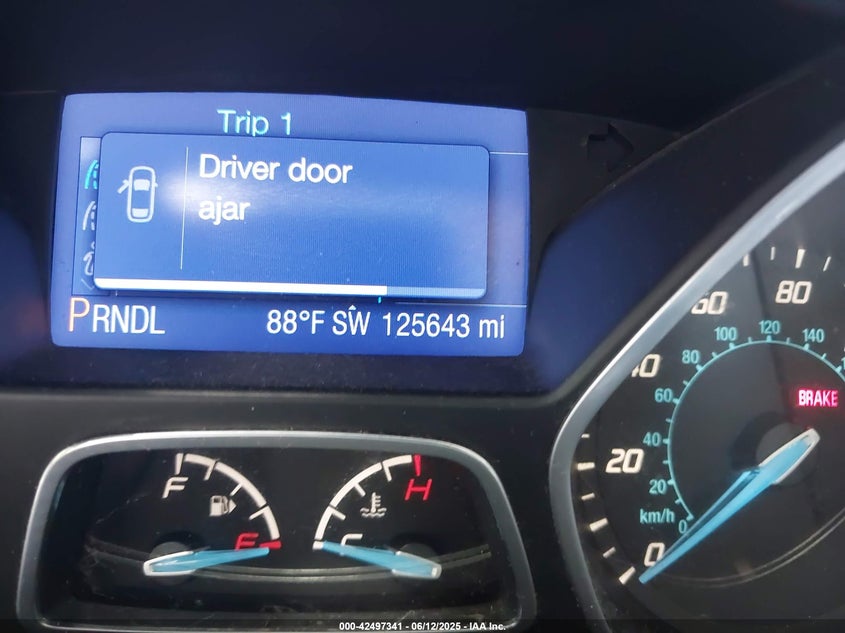 Trip 1
Driver door
ajar
PRNDL 88°F SW 125643 mi
60 80
100 120 140
80
40
60
BRAKE
F H
40
20
20
km/h 0
E C
0
000-42497341 - 06/12/2025 - IAA Inc.